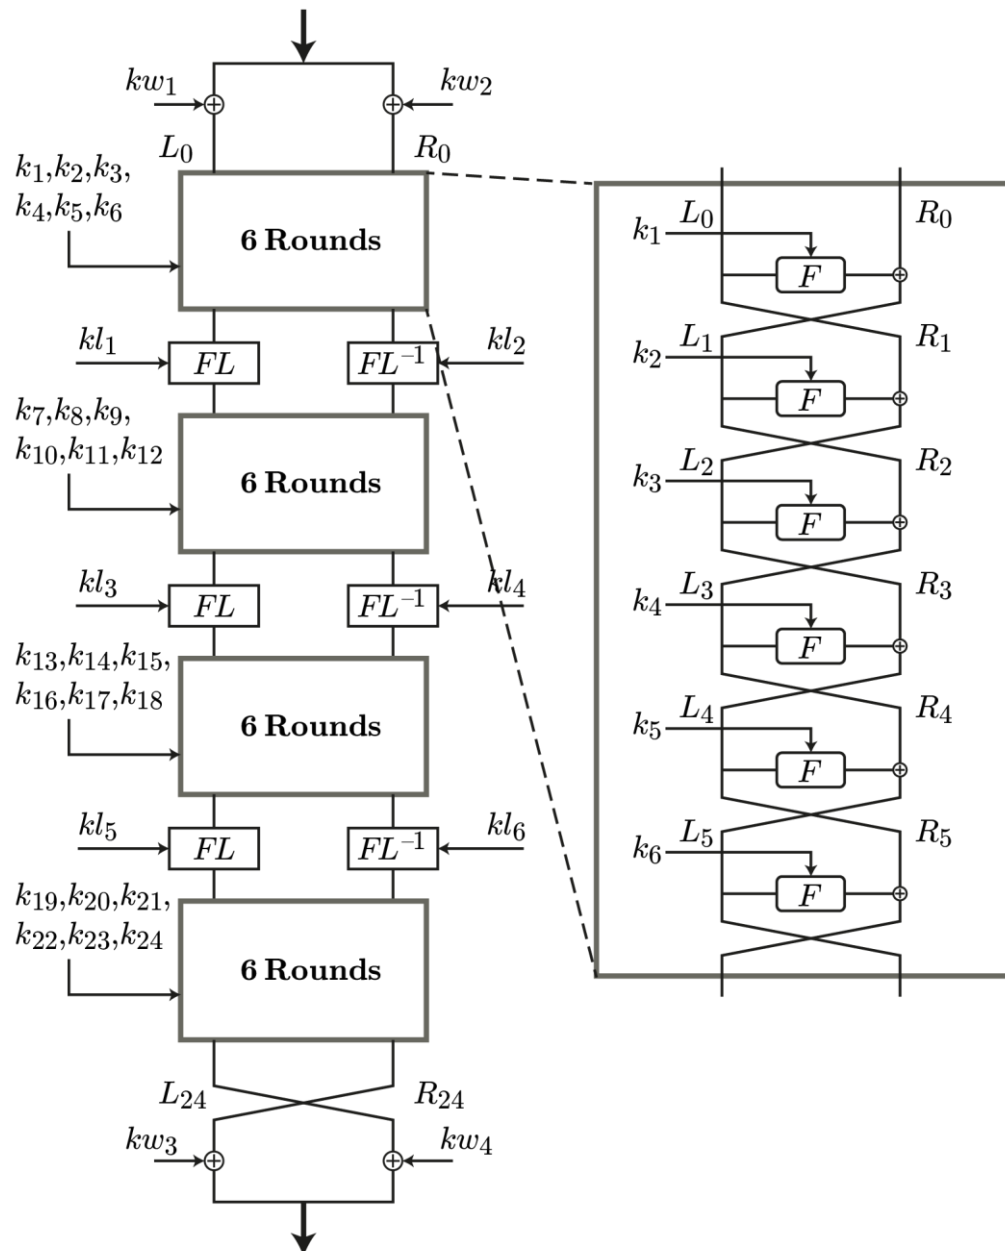 kw₁ kw₂
L₀ R₀
k₁,k₂,k₃,
k₄,k₅,k₆
6 Rounds
kl₁ FL FL⁻¹ kl₂
k₇,k₈,k₉,
k₁₀,k₁₁,k₁₂
6 Rounds
kl₃ FL FL⁻¹ kl₄
k₁₃,k₁₄,k₁₅,
k₁₆,k₁₇,k₁₈
6 Rounds
kl₅ FL FL⁻¹ kl₆
k₁₉,k₂₀,k₂₁,
k₂₂,k₂₃,k₂₄
6 Rounds
L₂₄ R₂₄
kw₃ kw₄
k₁ L₀ R₀
F
k₂ L₁ R₁
F
k₃ L₂ R₂
F
k₄ L₃ R₃
F
k₅ L₄ R₄
F
k₆ L₅ R₅
F